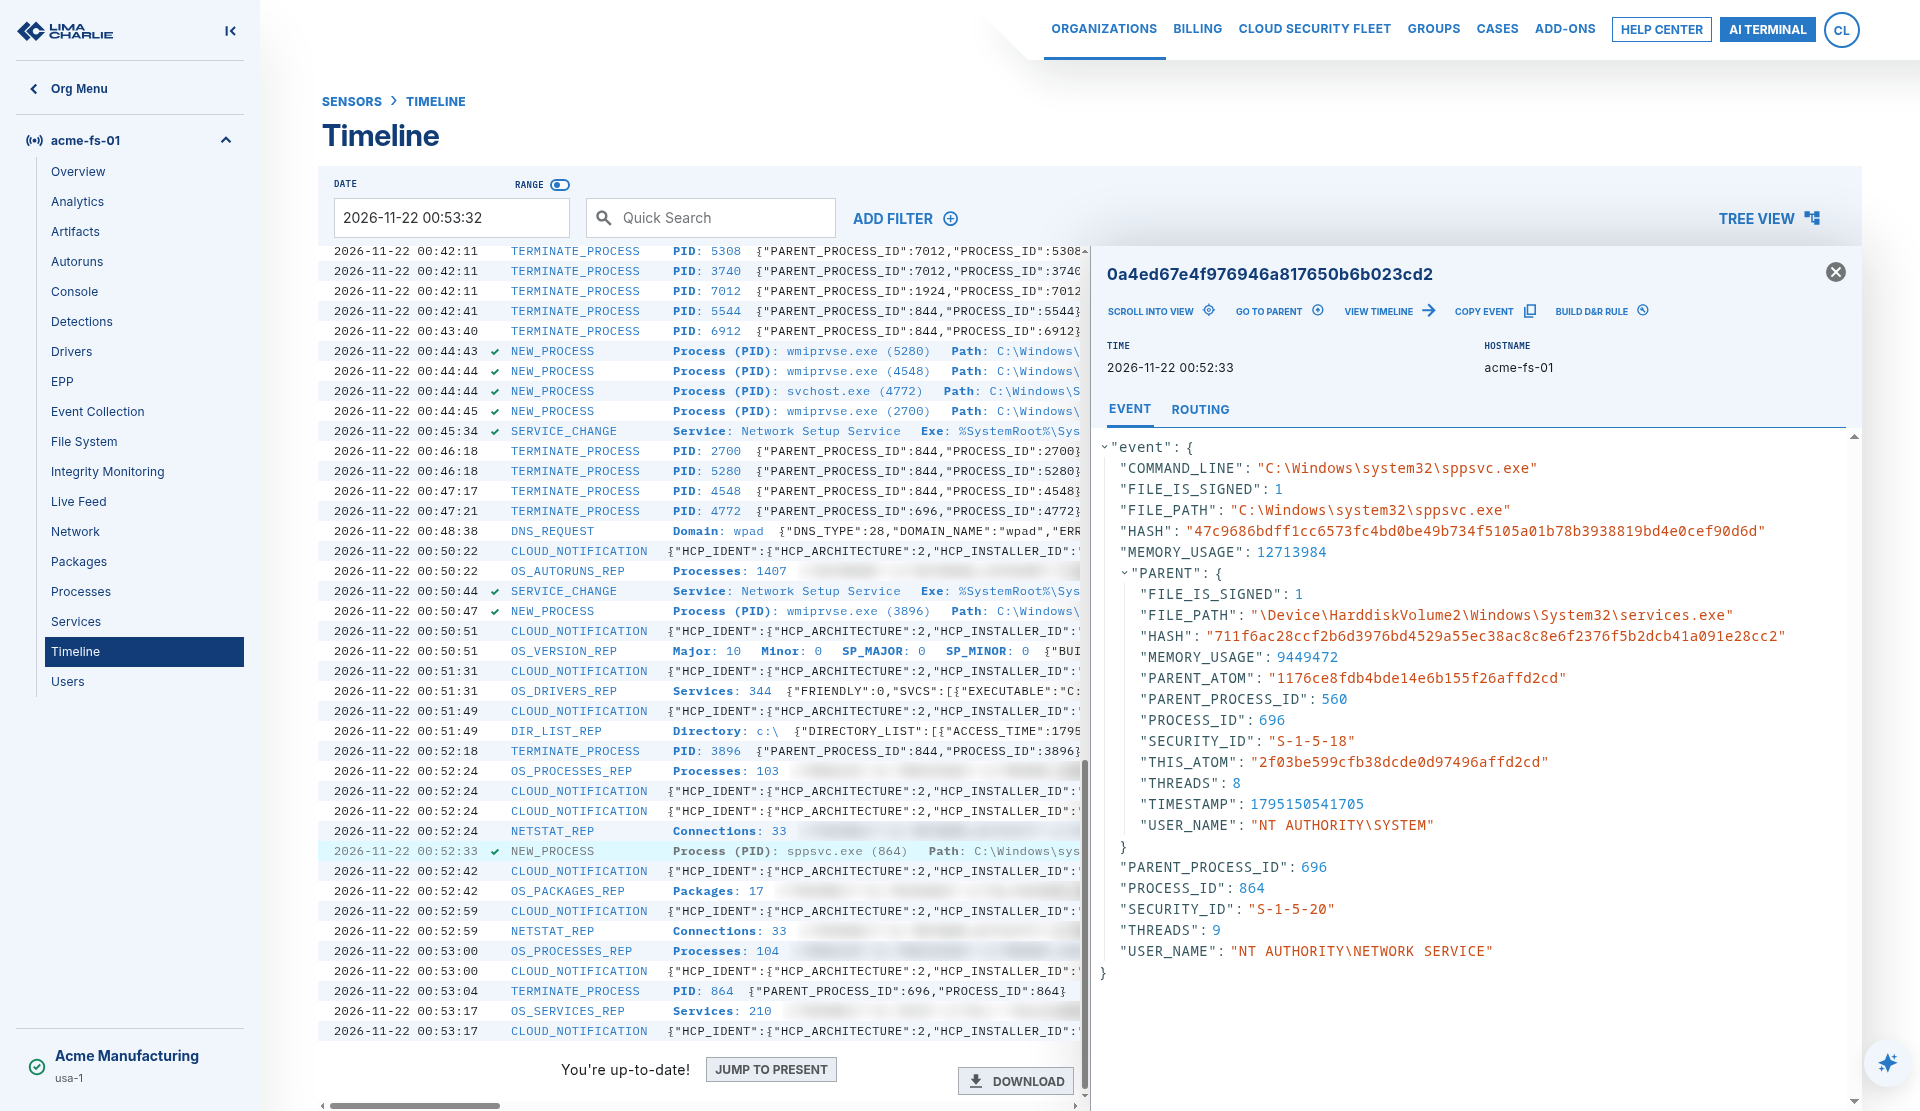 LIMA CHARLIE
Org Menu
acme-fs-01
Overview
Analytics
Artifacts
Autoruns
Console
Detections
Drivers
EPP
Event Collection
File System
Integrity Monitoring
Live Feed
Network
Packages
Processes
Services
Timeline
Users
Acme Manufacturing
usa-1
ORGANIZATIONS BILLING CLOUD SECURITY FLEET GROUPS CASES ADD-ONS HELP CENTER AI TERMINAL CL
SENSORS > TIMELINE
Timeline
DATE RANGE
2026-11-22 00:53:32 Quick Search ADD FILTER TREE VIEW
2026-11-22 00:42:11 TERMINATE_PROCESS PID: 5308 {"PARENT_PROCESS_ID":7012,"PROCESS_ID":5308
2026-11-22 00:42:11 TERMINATE_PROCESS PID: 3740 {"PARENT_PROCESS_ID":7012,"PROCESS_ID":3740
2026-11-22 00:42:11 TERMINATE_PROCESS PID: 7012 {"PARENT_PROCESS_ID":1924,"PROCESS_ID":7012
2026-11-22 00:42:41 TERMINATE_PROCESS PID: 5544 {"PARENT_PROCESS_ID":844,"PROCESS_ID":5544}
2026-11-22 00:43:40 TERMINATE_PROCESS PID: 6912 {"PARENT_PROCESS_ID":844,"PROCESS_ID":6912}
2026-11-22 00:44:43 ✓ NEW_PROCESS Process (PID): wmiprvse.exe (5280) Path: C:\Windows\
2026-11-22 00:44:44 ✓ NEW_PROCESS Process (PID): wmiprvse.exe (4548) Path: C:\Windows\
2026-11-22 00:44:44 ✓ NEW_PROCESS Process (PID): svchost.exe (4772) Path: C:\Windows\S
2026-11-22 00:44:45 ✓ NEW_PROCESS Process (PID): wmiprvse.exe (2700) Path: C:\Windows\
2026-11-22 00:45:34 ✓ SERVICE_CHANGE Service: Network Setup Service Exe: %SystemRoot%\Sys
2026-11-22 00:46:18 TERMINATE_PROCESS PID: 2700 {"PARENT_PROCESS_ID":844,"PROCESS_ID":2700}
2026-11-22 00:46:18 TERMINATE_PROCESS PID: 5280 {"PARENT_PROCESS_ID":844,"PROCESS_ID":5280}
2026-11-22 00:47:17 TERMINATE_PROCESS PID: 4548 {"PARENT_PROCESS_ID":844,"PROCESS_ID":4548}
2026-11-22 00:47:21 TERMINATE_PROCESS PID: 4772 {"PARENT_PROCESS_ID":696,"PROCESS_ID":4772}
2026-11-22 00:48:38 DNS_REQUEST Domain: wpad {"DNS_TYPE":28,"DOMAIN_NAME":"wpad","ERR
2026-11-22 00:50:22 CLOUD_NOTIFICATION {"HCP_IDENT":{"HCP_ARCHITECTURE":2,"HCP_INSTALLER_ID":"
2026-11-22 00:50:22 OS_AUTORUNS_REP Processes: 1407
2026-11-22 00:50:44 ✓ SERVICE_CHANGE Service: Network Setup Service Exe: %SystemRoot%\Sys
2026-11-22 00:50:47 ✓ NEW_PROCESS Process (PID): wmiprvse.exe (3896) Path: C:\Windows\
2026-11-22 00:50:51 CLOUD_NOTIFICATION {"HCP_IDENT":{"HCP_ARCHITECTURE":2,"HCP_INSTALLER_ID":"
2026-11-22 00:50:51 OS_VERSION_REP Major: 10 Minor: 0 SP_MAJOR: 0 SP_MINOR: 0 {"BUI
2026-11-22 00:51:31 CLOUD_NOTIFICATION {"HCP_IDENT":{"HCP_ARCHITECTURE":2,"HCP_INSTALLER_ID":"
2026-11-22 00:51:31 OS_DRIVERS_REP Services: 344 {"FRIENDLY":0,"SVCS":[{"EXECUTABLE":"C:
2026-11-22 00:51:49 CLOUD_NOTIFICATION {"HCP_IDENT":{"HCP_ARCHITECTURE":2,"HCP_INSTALLER_ID":"
2026-11-22 00:51:49 DIR_LIST_REP Directory: c:\ {"DIRECTORY_LIST":[{"ACCESS_TIME":1795
2026-11-22 00:52:18 TERMINATE_PROCESS PID: 3896 {"PARENT_PROCESS_ID":844,"PROCESS_ID":3896}
2026-11-22 00:52:24 OS_PROCESSES_REP Processes: 103
2026-11-22 00:52:24 CLOUD_NOTIFICATION {"HCP_IDENT":{"HCP_ARCHITECTURE":2,"HCP_INSTALLER_ID":"
2026-11-22 00:52:24 CLOUD_NOTIFICATION {"HCP_IDENT":{"HCP_ARCHITECTURE":2,"HCP_INSTALLER_ID":"
2026-11-22 00:52:24 NETSTAT_REP Connections: 33
2026-11-22 00:52:33 ✓ NEW_PROCESS Process (PID): sppsvc.exe (864) Path: C:\Windows\sys
2026-11-22 00:52:42 CLOUD_NOTIFICATION {"HCP_IDENT":{"HCP_ARCHITECTURE":2,"HCP_INSTALLER_ID":"
2026-11-22 00:52:42 OS_PACKAGES_REP Packages: 17
2026-11-22 00:52:59 CLOUD_NOTIFICATION {"HCP_IDENT":{"HCP_ARCHITECTURE":2,"HCP_INSTALLER_ID":"
2026-11-22 00:52:59 NETSTAT_REP Connections: 33
2026-11-22 00:53:00 OS_PROCESSES_REP Processes: 104
2026-11-22 00:53:00 CLOUD_NOTIFICATION {"HCP_IDENT":{"HCP_ARCHITECTURE":2,"HCP_INSTALLER_ID":"
2026-11-22 00:53:04 TERMINATE_PROCESS PID: 864 {"PARENT_PROCESS_ID":696,"PROCESS_ID":864}
2026-11-22 00:53:17 OS_SERVICES_REP Services: 210
2026-11-22 00:53:17 CLOUD_NOTIFICATION {"HCP_IDENT":{"HCP_ARCHITECTURE":2,"HCP_INSTALLER_ID":"
You're up-to-date! JUMP TO PRESENT
DOWNLOAD
0a4ed67e4f976946a817650b6b023cd2
SCROLL INTO VIEW GO TO PARENT VIEW TIMELINE COPY EVENT BUILD D&R RULE
TIME HOSTNAME
2026-11-22 00:52:33 acme-fs-01
EVENT ROUTING
"event": {
"COMMAND_LINE": "C:\Windows\system32\sppsvc.exe"
"FILE_IS_SIGNED": 1
"FILE_PATH": "C:\Windows\system32\sppsvc.exe"
"HASH": "47c9686bdff1cc6573fc4bd0be49b734f5105a01b78b3938819bd4e0cef90d6d"
"MEMORY_USAGE": 12713984
"PARENT": {
"FILE_IS_SIGNED": 1
"FILE_PATH": "\Device\HarddiskVolume2\Windows\System32\services.exe"
"HASH": "711f6ac28ccf2b6d3976bd4529a55ec38ac8c8e6f2376f5b2dcb41a091e28cc2"
"MEMORY_USAGE": 9449472
"PARENT_ATOM": "1176ce8fdb4bde14e6b155f26affd2cd"
"PARENT_PROCESS_ID": 560
"PROCESS_ID": 696
"SECURITY_ID": "S-1-5-18"
"THIS_ATOM": "2f03be599cfb38dcde0d97496affd2cd"
"THREADS": 8
"TIMESTAMP": 1795150541705
"USER_NAME": "NT AUTHORITY\SYSTEM"
}
"PARENT_PROCESS_ID": 696
"PROCESS_ID": 864
"SECURITY_ID": "S-1-5-20"
"THREADS": 9
"USER_NAME": "NT AUTHORITY\NETWORK SERVICE"
}